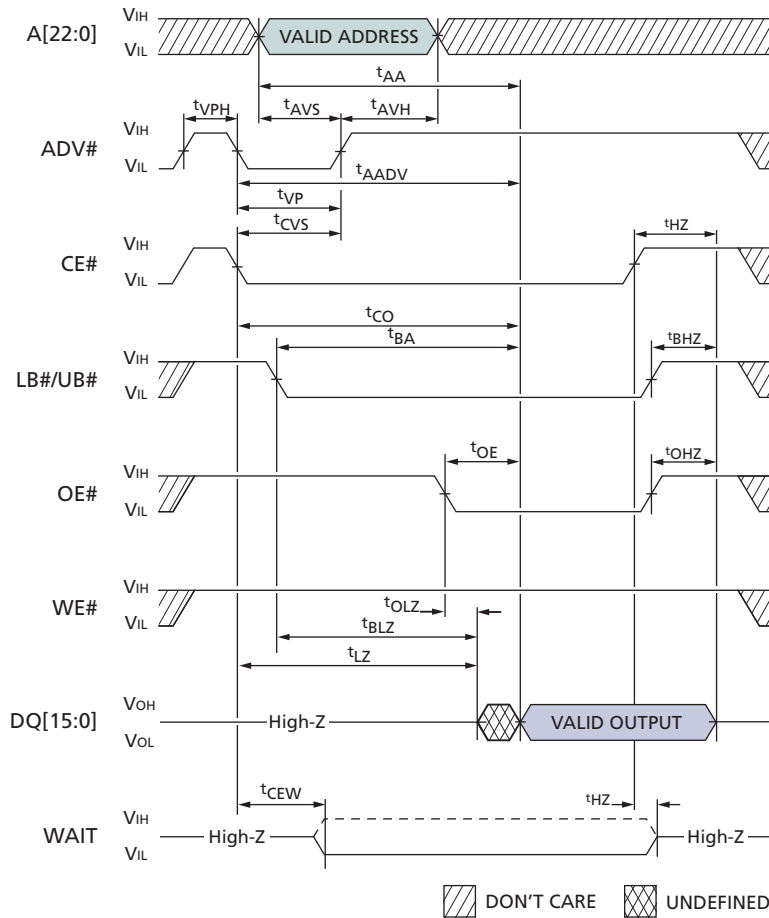 A[22:0]
VIH
VIL
VALID ADDRESS
tAA
tVPH
tAVS
tAVH
ADV#
VIH
VIL
tAADV
tVP
tCVS
CE#
VIH
VIL
tHZ
tCO
tBA
tBHZ
LB#/UB#
VIH
VIL
tOE
tOHZ
OE#
VIH
VIL
WE#
VIH
VIL
tOLZ
tBLZ
tLZ
DQ[15:0]
VOH
VOL
High-Z
VALID OUTPUT
tCEW
tHZ
WAIT
VIH
VIL
High-Z
High-Z
DON'T CARE
UNDEFINED